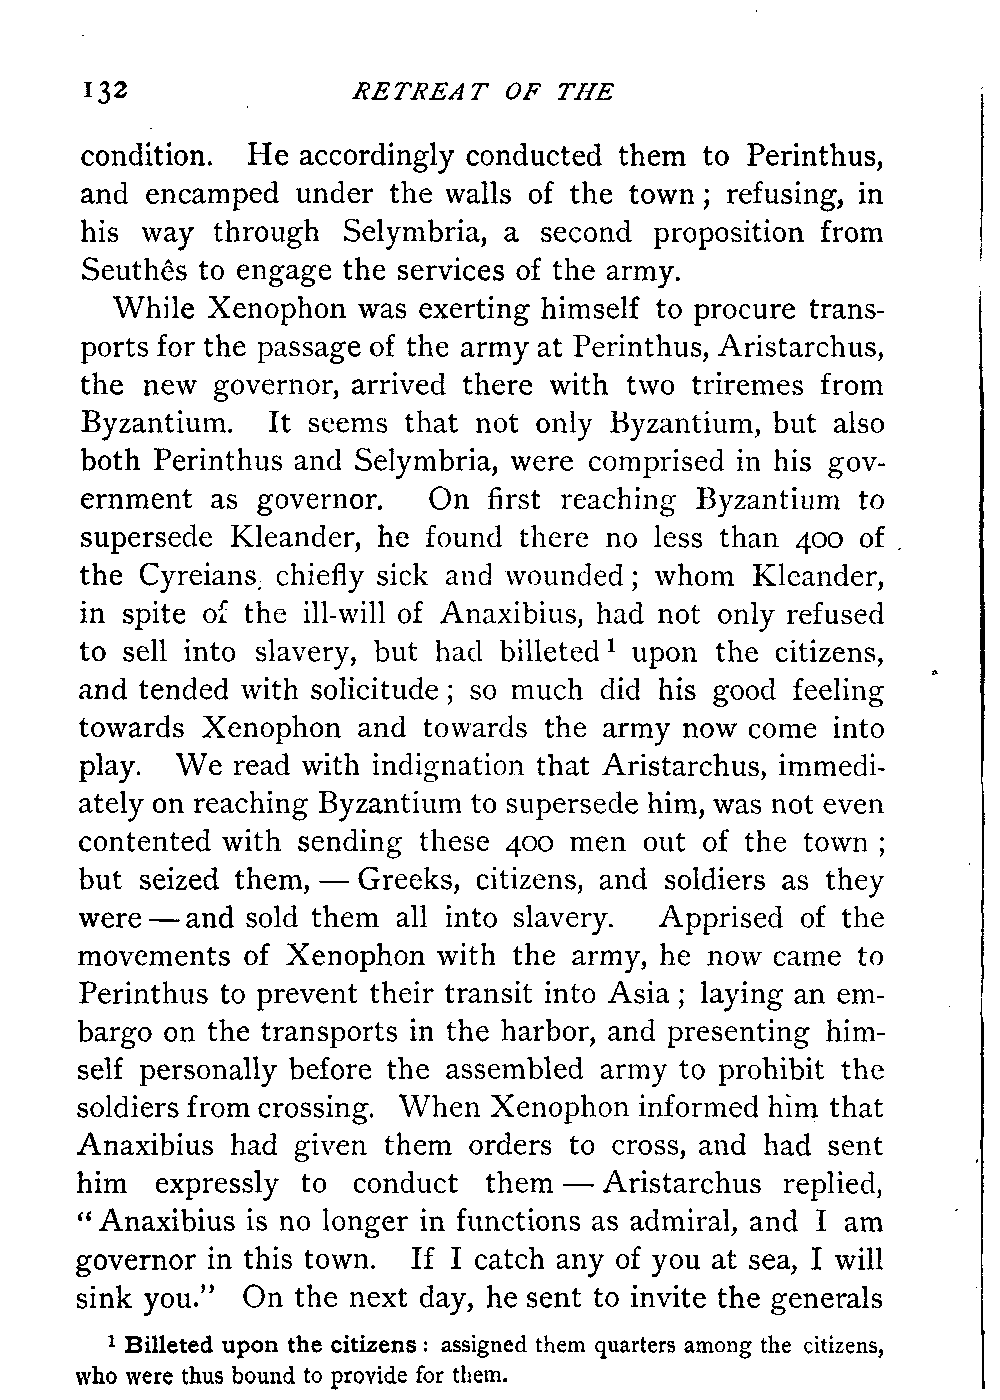 132 RETREAT OF THE
condition. He accordingly conducted them to Perinthus,
and encamped under the walls of the town ; refusing, in
his way through Selymbria, a second proposition from
Seuthês to engage the services of the army.
While Xenophon was exerting himself to procure trans-
ports for the passage of the army at Perinthus, Aristarchus,
the new governor, arrived there with two triremes from
Byzantium. It seems that not only Byzantium, but also
both Perinthus and Selymbria, were comprised in his gov-
ernment as governor. On first reaching Byzantium to
supersede Kleander, he found there no less than 400 of
the Cyreians, chiefly sick and wounded ; whom Kleander,
in spite of the ill-will of Anaxibius, had not only refused
to sell into slavery, but had billeted¹ upon the citizens,
and tended with solicitude ; so much did his good feeling
towards Xenophon and towards the army now come into
play. We read with indignation that Aristarchus, immedi-
ately on reaching Byzantium to supersede him, was not even
contented with sending these 400 men out of the town ;
but seized them, — Greeks, citizens, and soldiers as they
were — and sold them all into slavery. Apprised of the
movements of Xenophon with the army, he now came to
Perinthus to prevent their transit into Asia ; laying an em-
bargo on the transports in the harbor, and presenting him-
self personally before the assembled army to prohibit the
soldiers from crossing. When Xenophon informed him that
Anaxibius had given them orders to cross, and had sent
him expressly to conduct them — Aristarchus replied,
“ Anaxibius is no longer in functions as admiral, and I am
governor in this town. If I catch any of you at sea, I will
sink you.” On the next day, he sent to invite the generals
¹ Billeted upon the citizens : assigned them quarters among the citizens,
who were thus bound to provide for them.